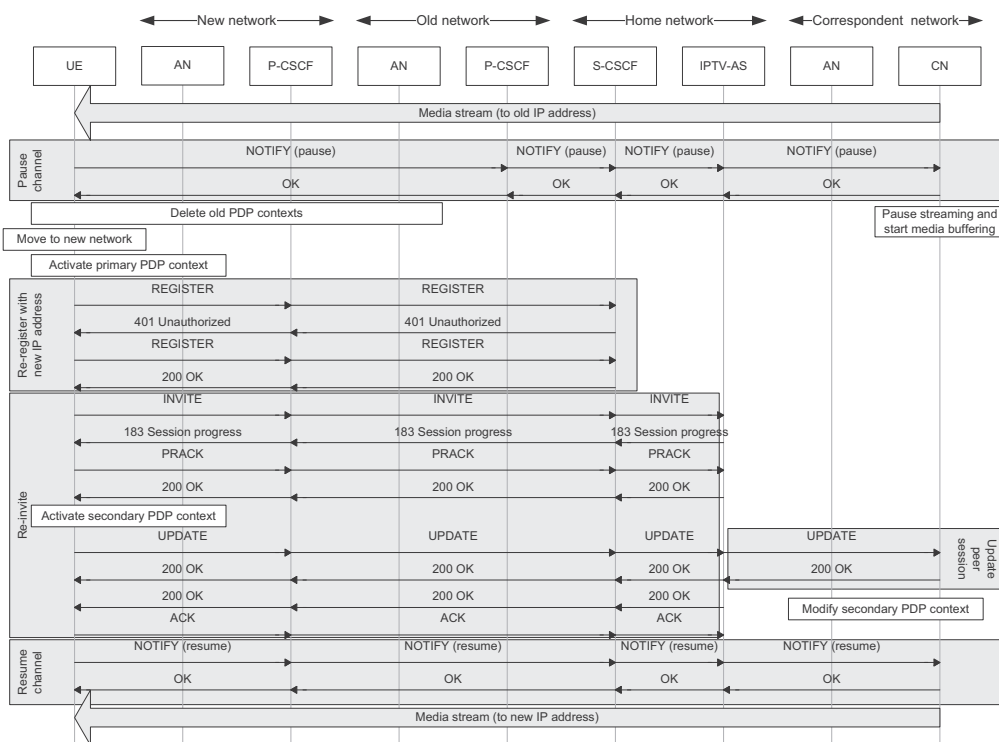 New network
Old network
Home network
Correspondent network
UE
AN
P-CSCF
AN
P-CSCF
S-CSCF
IPTV-AS
AN
CN
Media stream (to old IP address)
Pause
channel
NOTIFY (pause)
NOTIFY (pause)
NOTIFY (pause)
NOTIFY (pause)
OK
OK
OK
OK
Delete old PDP contexts
Pause streaming and
start media buffering
Move to new network
Activate primary PDP context
Re-register with
new IP address
REGISTER
REGISTER
401 Unauthorized
401 Unauthorized
REGISTER
REGISTER
200 OK
200 OK
Re-invite
INVITE
INVITE
INVITE
183 Session progress
183 Session progress
183 Session progress
PRACK
PRACK
PRACK
200 OK
200 OK
200 OK
Activate secondary PDP context
UPDATE
UPDATE
UPDATE
UPDATE
Update
peer
session
200 OK
200 OK
200 OK
200 OK
200 OK
200 OK
200 OK
Modify secondary PDP context
ACK
ACK
ACK
Resume
channel
NOTIFY (resume)
NOTIFY (resume)
NOTIFY (resume)
NOTIFY (resume)
OK
OK
OK
OK
Media stream (to new IP address)